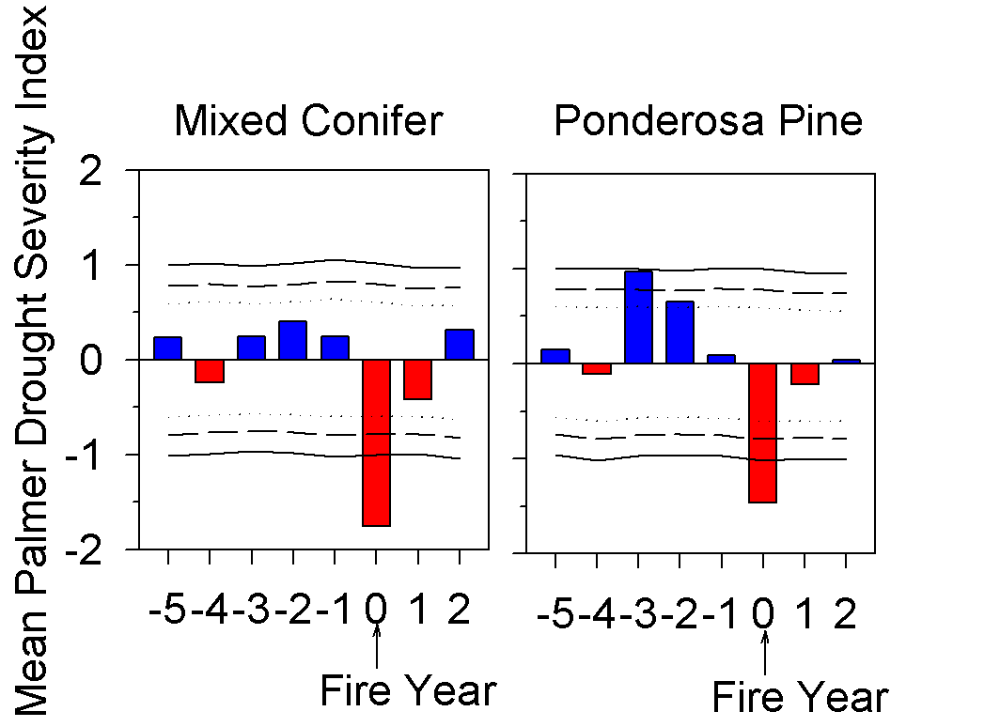 Mean Palmer Drought Severity Index
Mixed Conifer
Ponderosa Pine
2
1
0
-1
-2
-5 -4 -3 -2 -1 0 1 2
-5 -4 -3 -2 -1 0 1 2
Fire Year
Fire Year